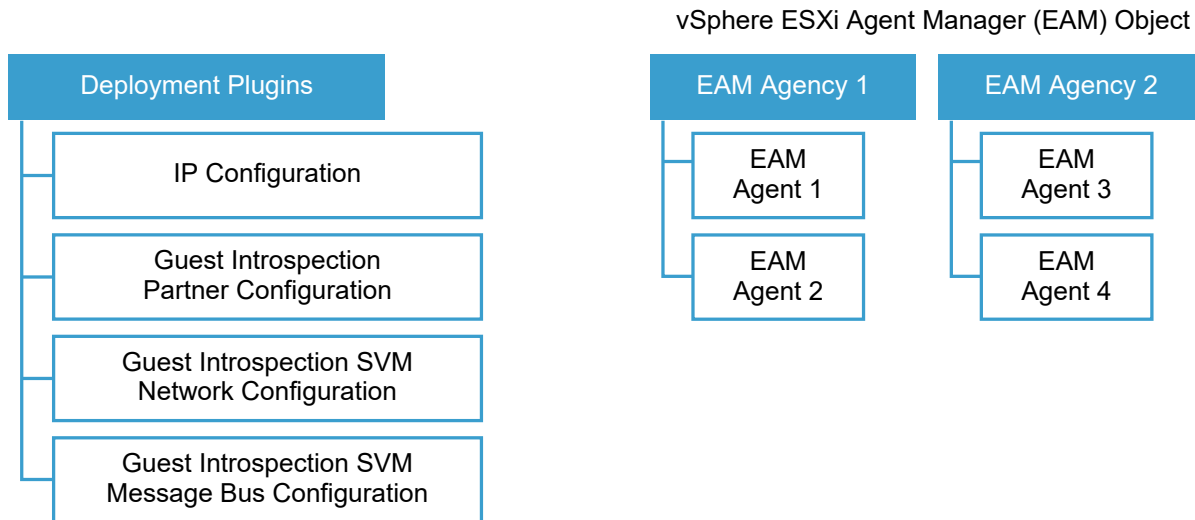 vSphere ESXi Agent Manager (EAM) Object
Deployment Plugins
IP Configuration
Guest Introspection
Partner Configuration
Guest Introspection SVM
Network Configuration
Guest Introspection SVM
Message Bus Configuration
EAM Agency 1
EAM
Agent 1
EAM
Agent 2
EAM Agency 2
EAM
Agent 3
EAM
Agent 4